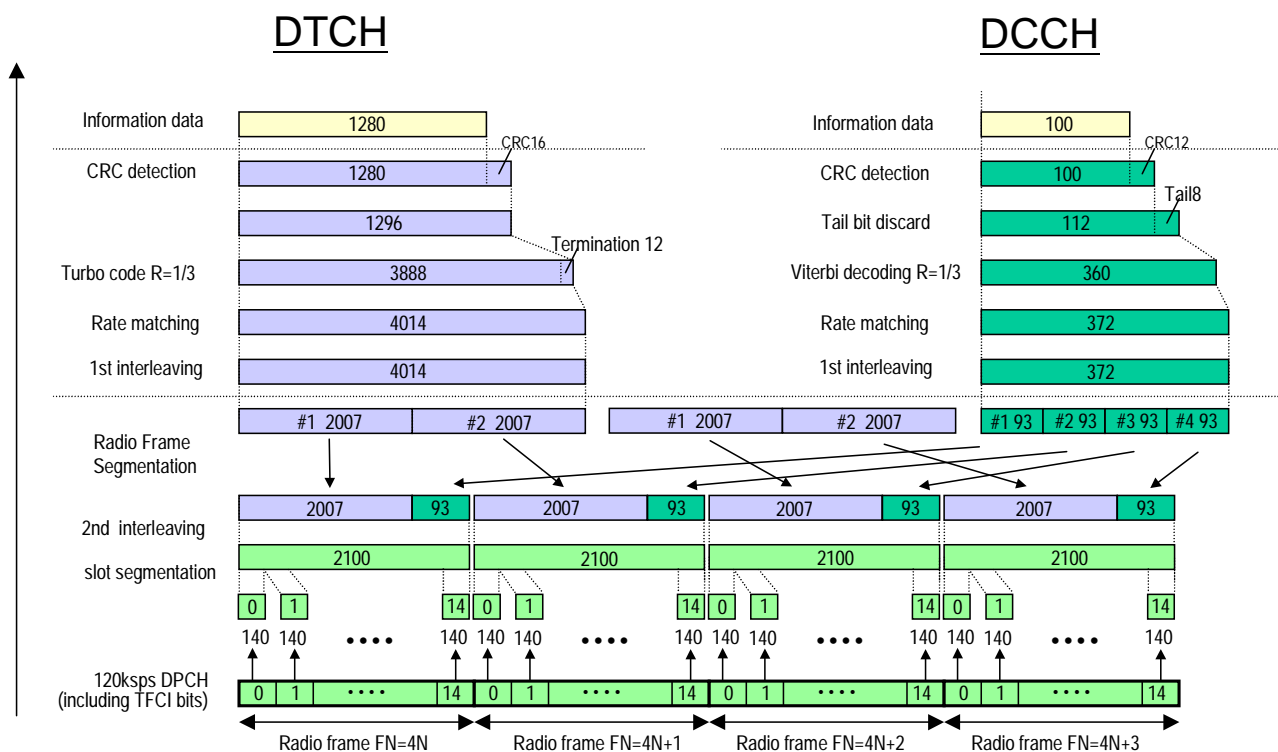 DTCH DCCH
Information data 1280 Information data 100
CRC16 CRC12
CRC detection 1280 CRC detection 100
Tail8
1296 Tail bit discard 112
Termination 12
Turbo code R=1/3 3888 Viterbi decoding R=1/3 360
Rate matching 4014 Rate matching 372
1st interleaving 4014 1st interleaving 372
#1 2007 #2 2007 #1 2007 #2 2007 #1 93 #2 93 #3 93 #4 93
Radio Frame
Segmentation
2007 93 2007 93 2007 93 2007 93
2nd interleaving
2100 2100 2100 2100
slot segmentation
0 1 14 0 1 14 0 1 14 0 1 14
140 140 •••• 140 140 140 •••• 140 140 140 •••• 140 140 140 •••• 140
120ksps DPCH
(including TFCI bits)
0 1 •••• 14 0 1 •••• 14 0 1 •••• 14 0 1 •••• 14
Radio frame FN=4N Radio frame FN=4N+1 Radio frame FN=4N+2 Radio frame FN=4N+3